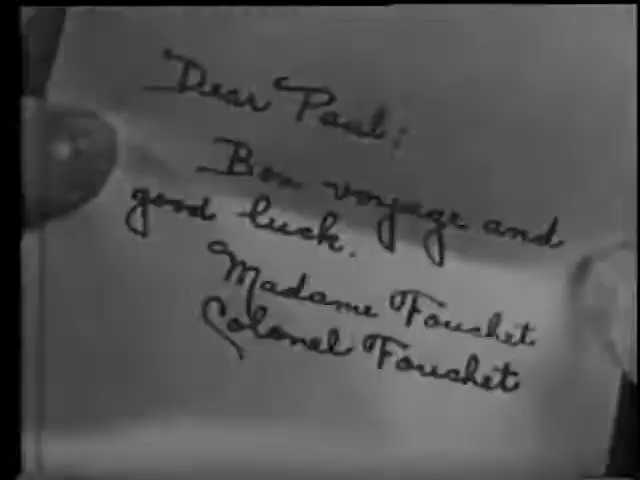 Dear Paul:
Bon voyage and
good luck.
Madame Fouchet
Colonel Fouchet